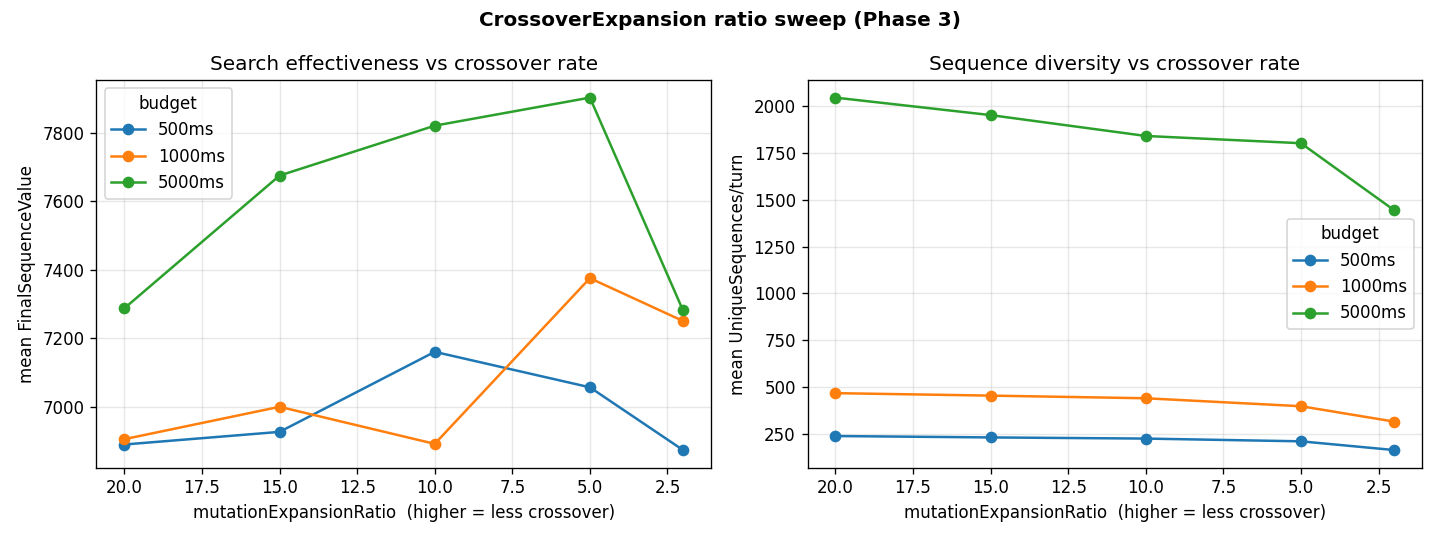 CrossoverExpansion ratio sweep (Phase 3)
Search effectiveness vs crossover rate
mean FinalSequenceValue
7800
7600
7400
7200
7000
budget
500ms
1000ms
5000ms
20.0 17.5 15.0 12.5 10.0 7.5 5.0 2.5
mutationExpansionRatio (higher = less crossover)
Sequence diversity vs crossover rate
mean UniqueSequences/turn
2000
1750
1500
1250
1000
750
500
250
budget
500ms
1000ms
5000ms
20.0 17.5 15.0 12.5 10.0 7.5 5.0 2.5
mutationExpansionRatio (higher = less crossover)